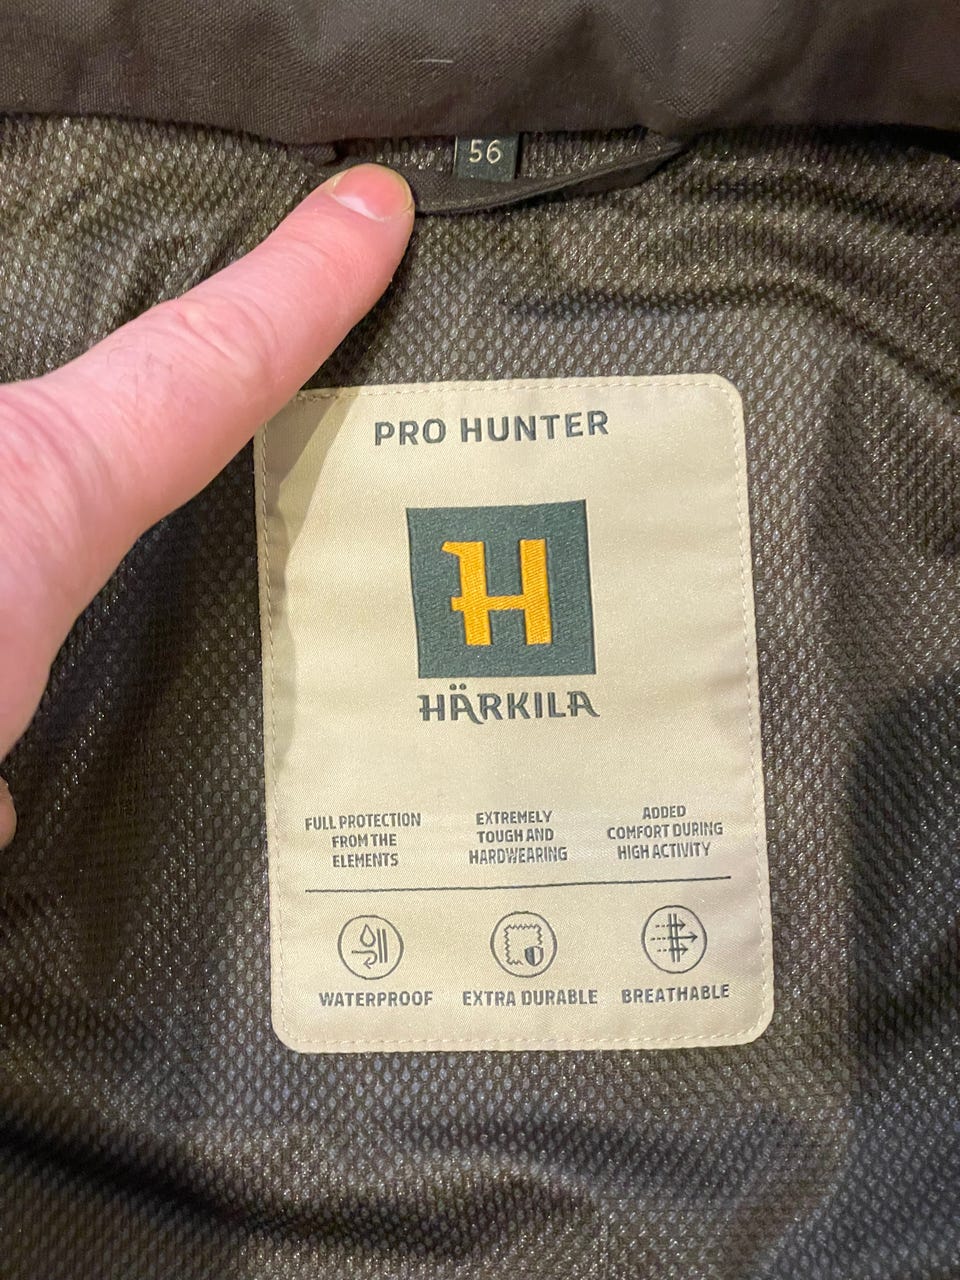 56
PRO HUNTER
H
HÄRKILA
FULL PROTECTION
FROM THE
ELEMENTS
EXTREMELY
TOUGH AND
HARDWEARING
ADDED
COMFORT DURING
HIGH ACTIVITY
WATERPROOF
EXTRA DURABLE
BREATHABLE